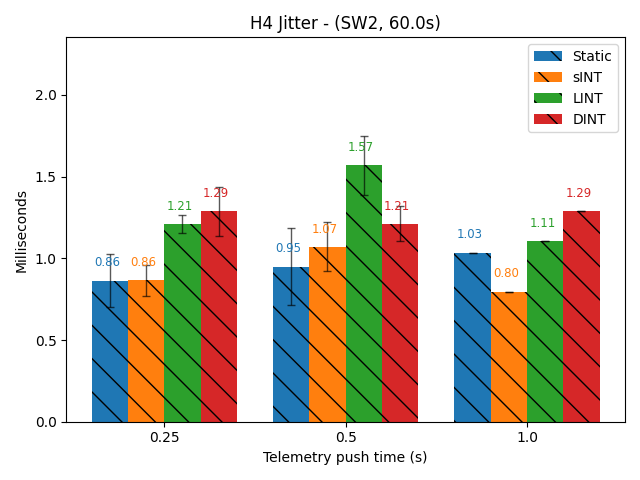 H4 Jitter - (SW2, 60.0s)
Static
sINT
LINT
DINT
Milliseconds
2.0
1.5
1.0
0.5
0.0
0.86
0.86
1.21
1.29
0.95
1.07
1.57
1.21
1.03
0.80
1.11
1.29
0.25
0.5
1.0
Telemetry push time (s)